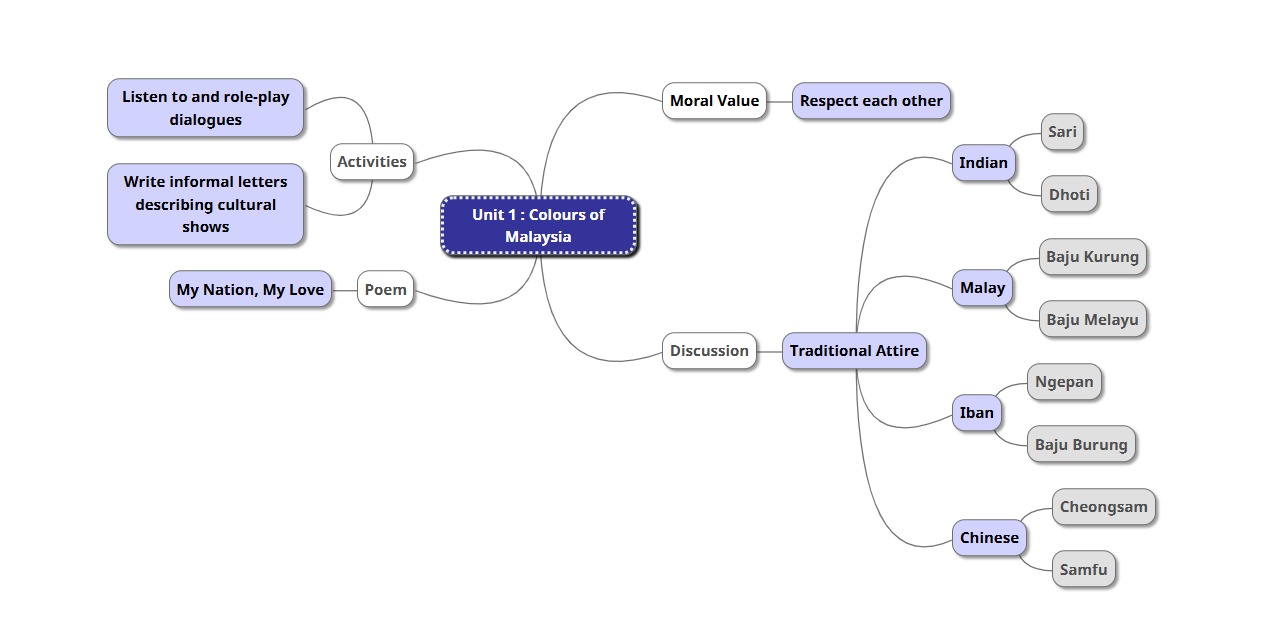 Unit 1 : Colours of
Malaysia
Moral Value
Respect each other
Discussion
Traditional Attire
Indian
Sari
Dhoti
Malay
Baju Kurung
Baju Melayu
Iban
Ngepan
Baju Burung
Chinese
Cheongsam
Samfu
Activities
Listen to and role-play
dialogues
Write informal letters
describing cultural
shows
Poem
My Nation, My Love